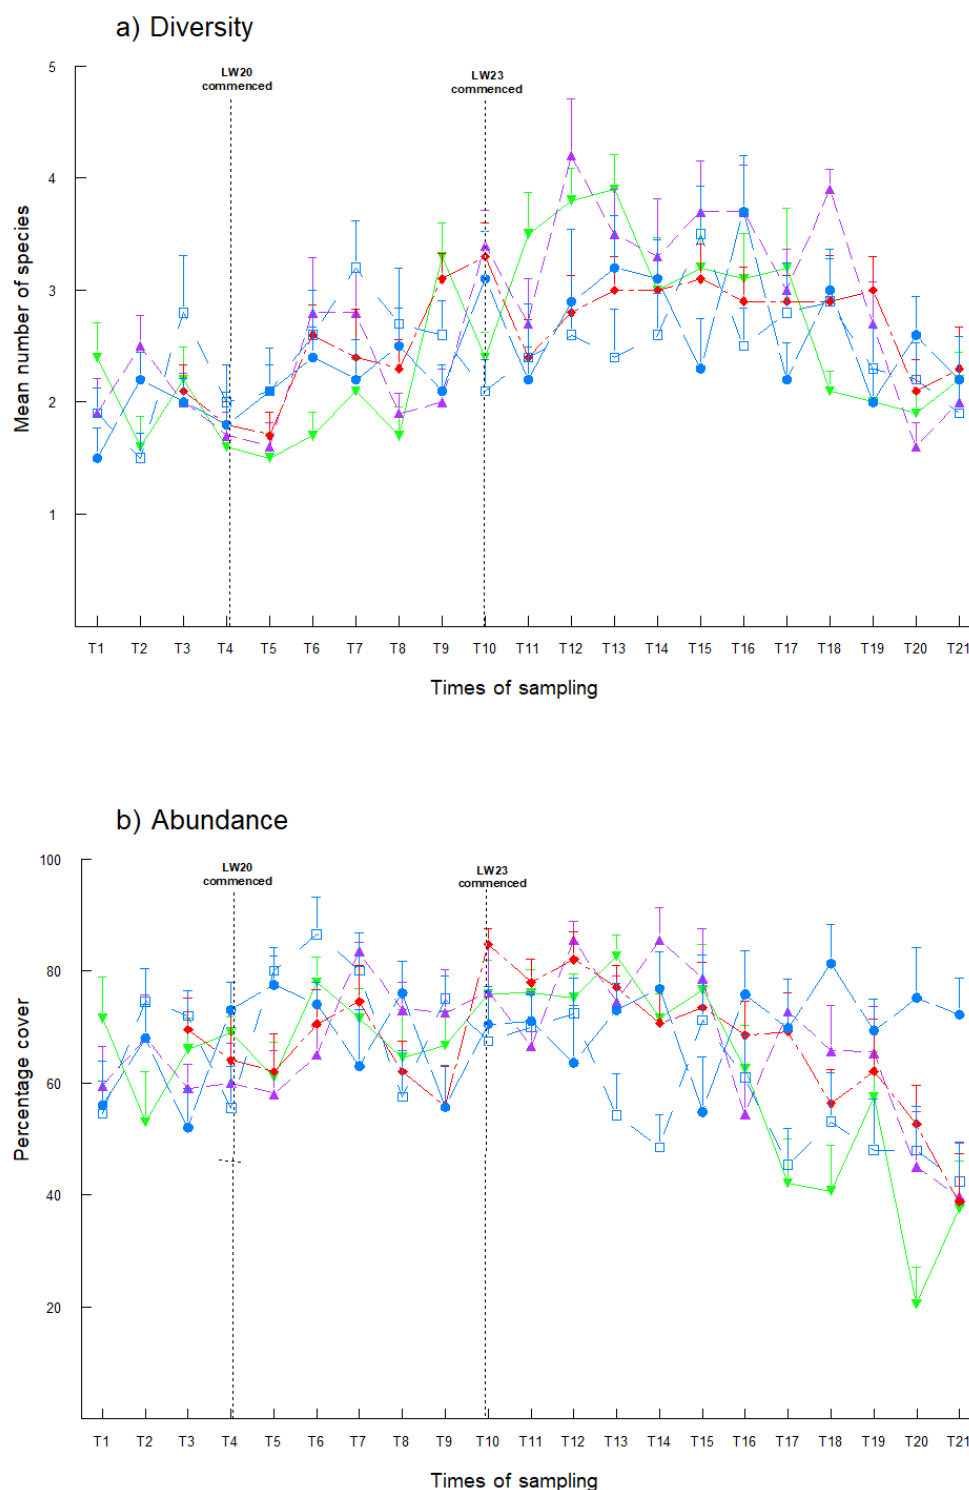 a) Diversity
LW20
commenced
LW23
commenced
Mean number of species
5
4
3
2
1
T1 T2 T3 T4 T5 T6 T7 T8 T9 T10 T11 T12 T13 T14 T15 T16 T17 T18 T19 T20 T21
Times of sampling
b) Abundance
LW20
commenced
LW23
commenced
Percentage cover
100
80
60
40
20
T1 T2 T3 T4 T5 T6 T7 T8 T9 T10 T11 T12 T13 T14 T15 T16 T17 T18 T19 T20 T21
Times of sampling